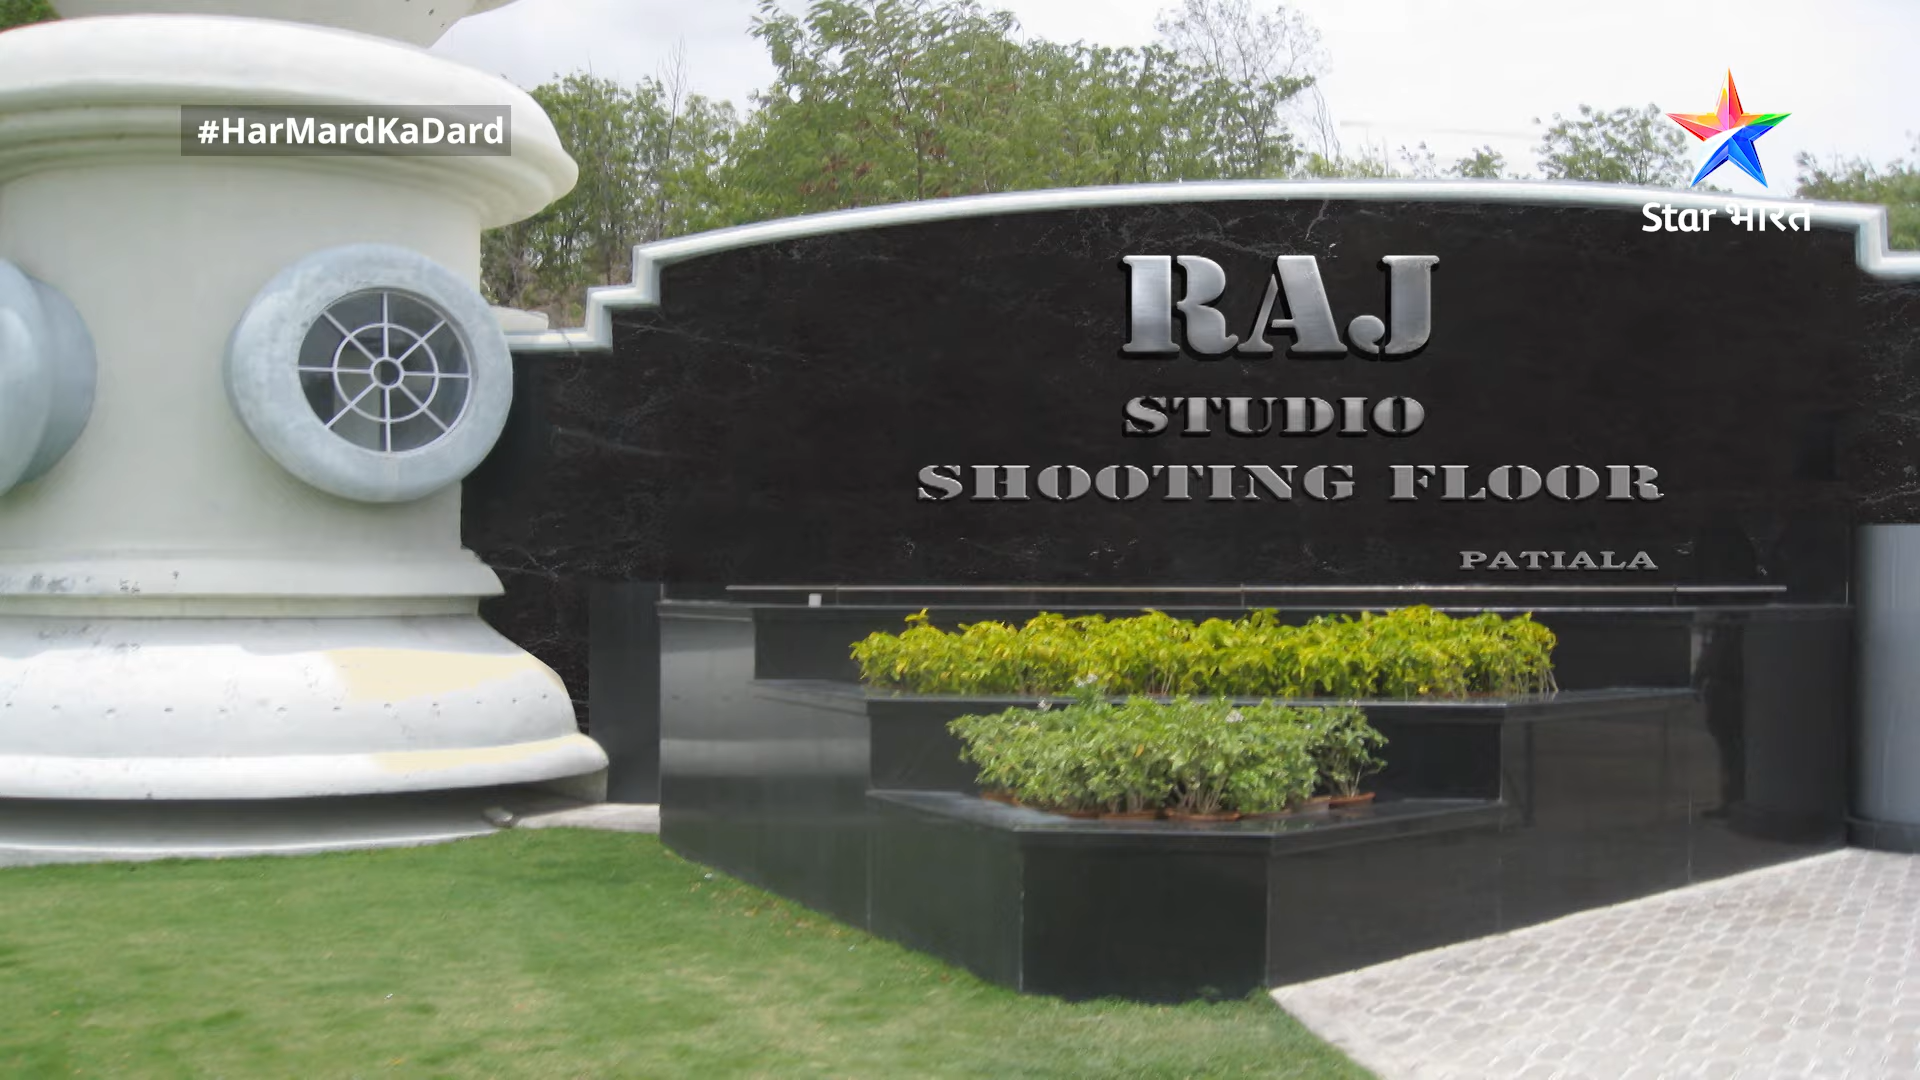 #HarMardKaDard
Star भारत
RAJ
STUDIO
SHOOTING FLOOR
PATIALA